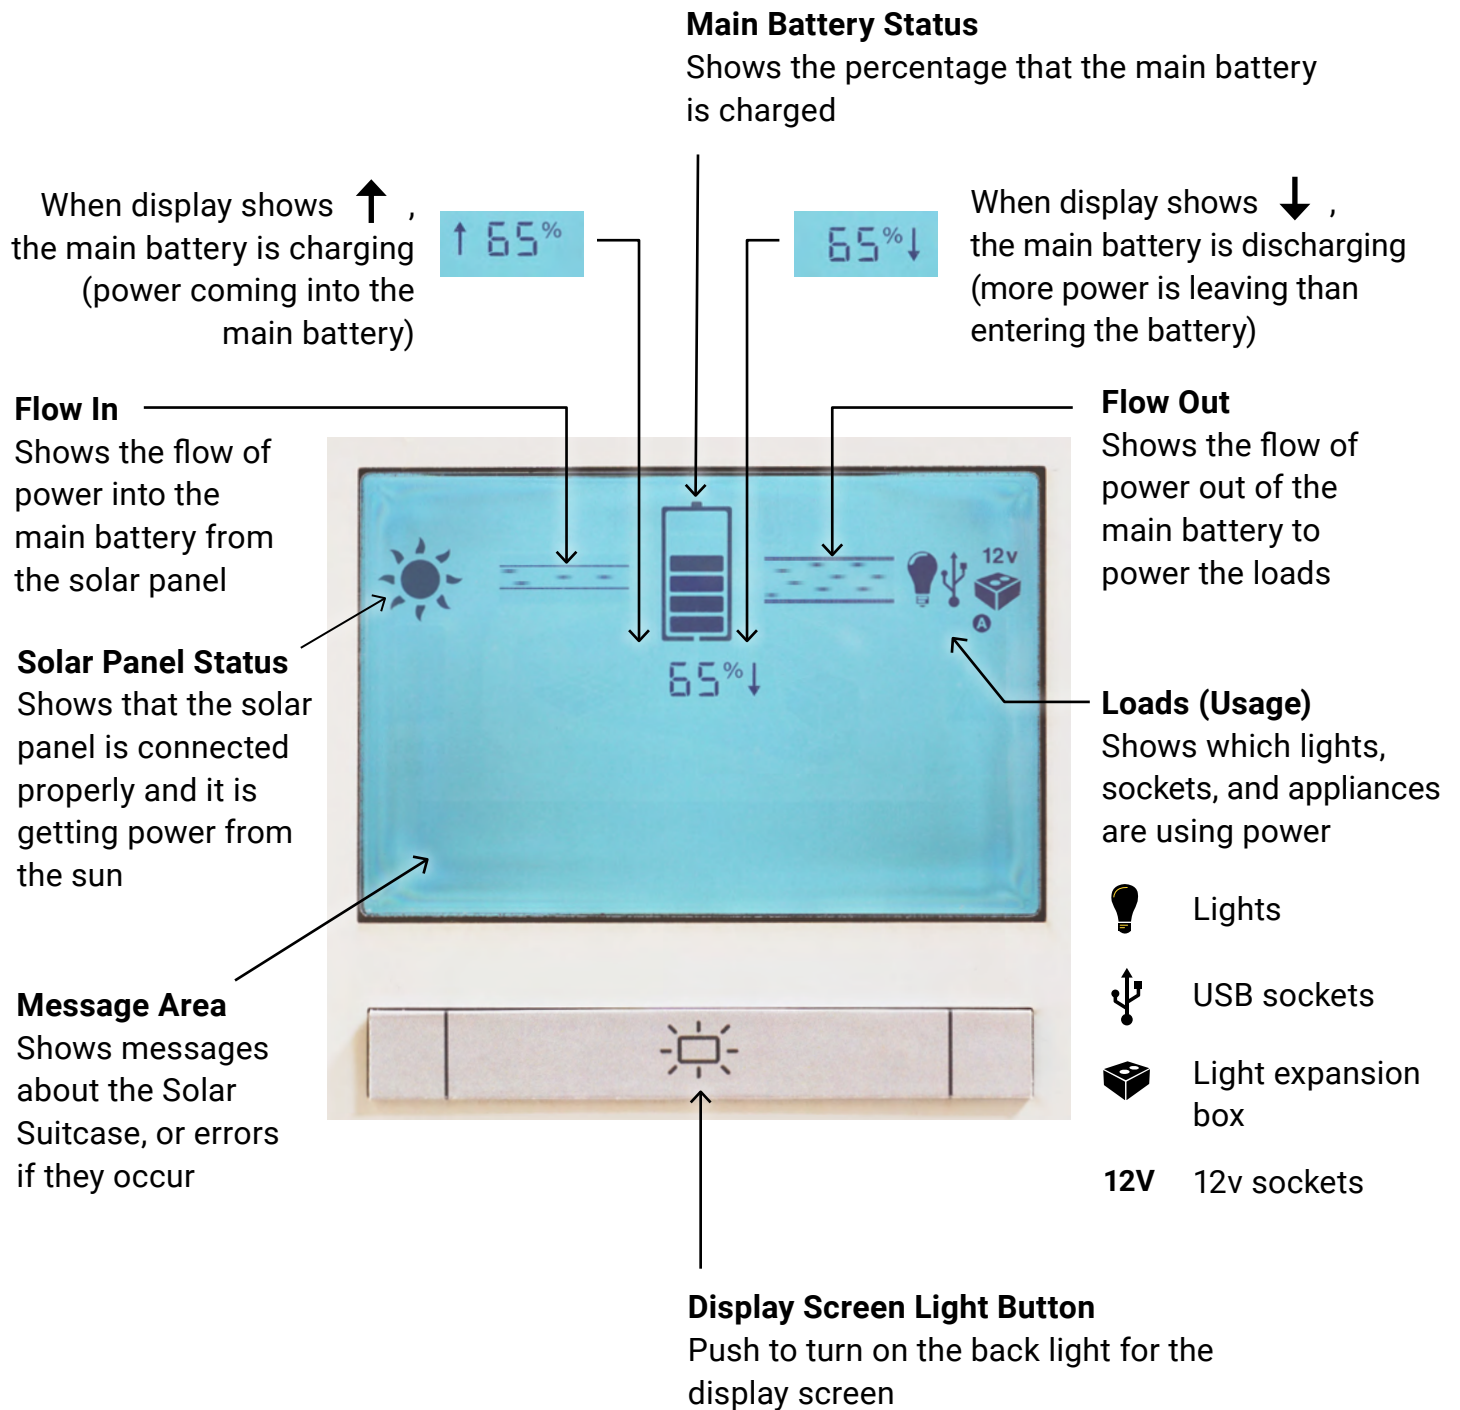 Main Battery Status
Shows the percentage that the main battery
is charged
When display shows ↑ ,
the main battery is charging
(power coming into the
main battery)
↑ 65%
65%↓
When display shows ↓ ,
the main battery is discharging
(more power is leaving than
entering the battery)
Flow In
Shows the flow of
power into the
main battery from
the solar panel
Flow Out
Shows the flow of
power out of the
main battery to
power the loads
12v
A
65%↓
Solar Panel Status
Shows that the solar
panel is connected
properly and it is
getting power from
the sun
Loads (Usage)
Shows which lights,
sockets, and appliances
are using power
Lights
USB sockets
Light expansion
box
12V 12v sockets
Message Area
Shows messages
about the Solar
Suitcase, or errors
if they occur
Display Screen Light Button
Push to turn on the back light for the
display screen